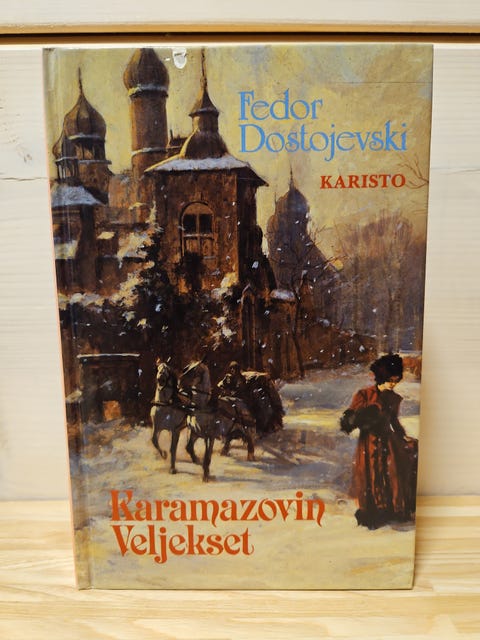 Fedor
Dostojevski
KARISTO
Karamazovin
Veljekset